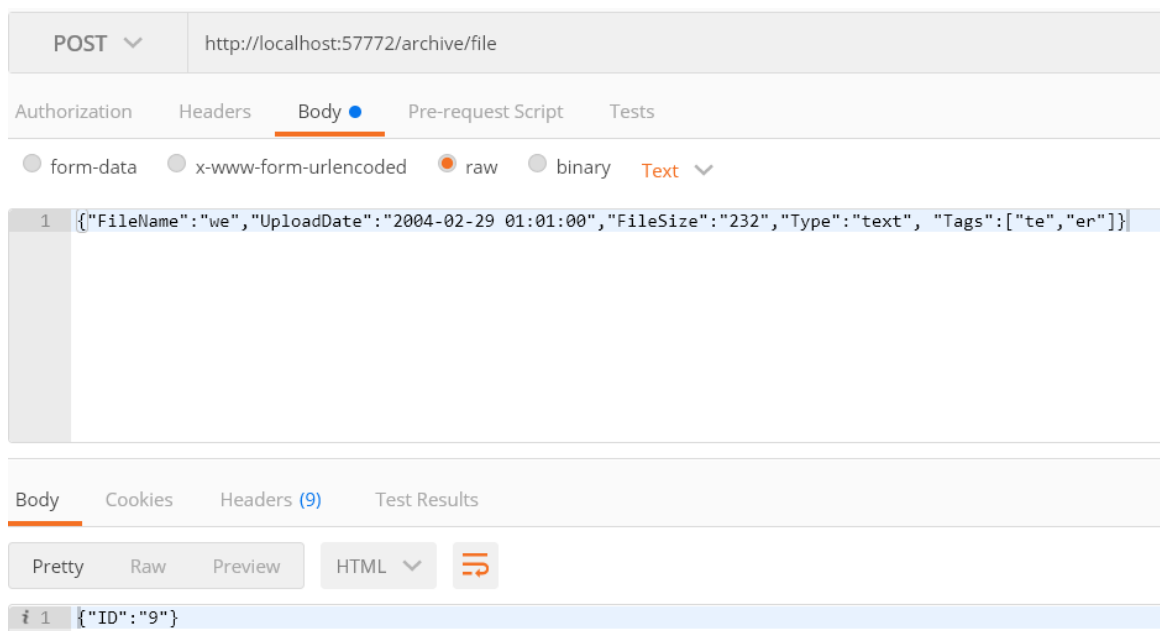 POST http://localhost:57772/archive/file
Authorization Headers Body Pre-request Script Tests
form-data x-www-form-urlencoded raw binary Text
1 {"FileName":"we","UploadDate":"2004-02-29 01:01:00","FileSize":"232","Type":"text", "Tags":["te","er"]}
Body Cookies Headers (9) Test Results
Pretty Raw Preview HTML
i 1 {"ID":"9"}